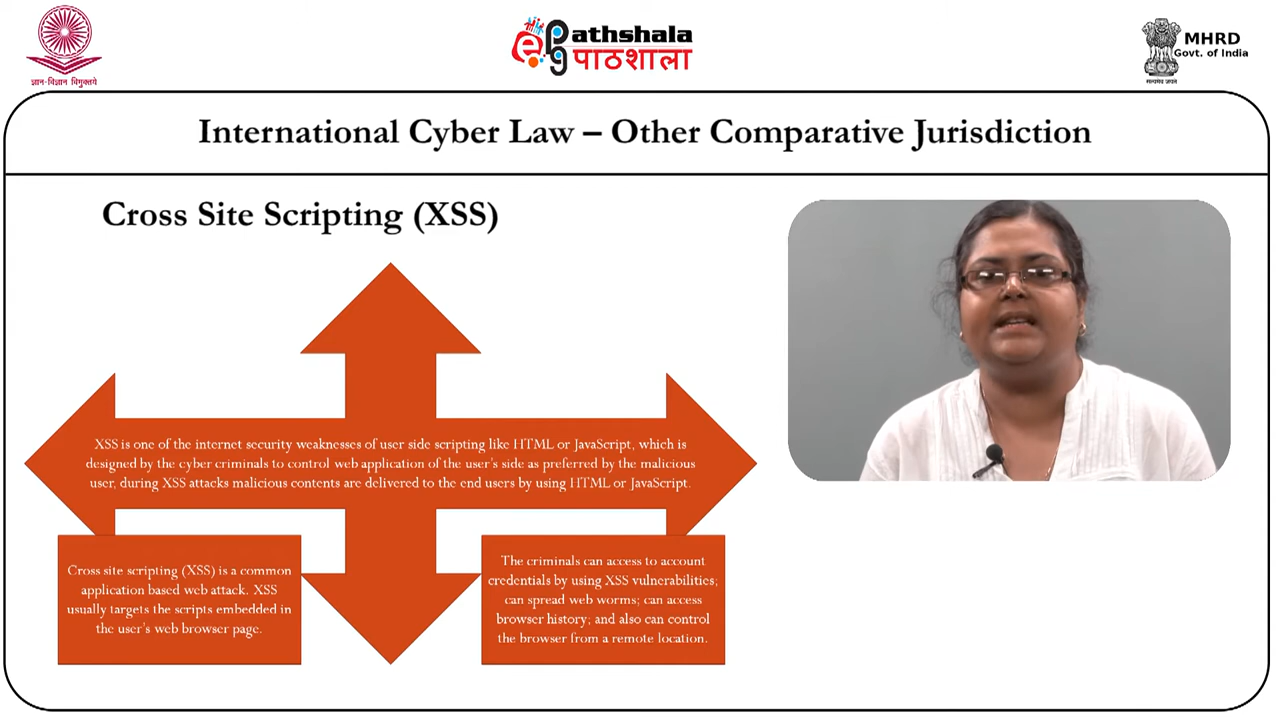 ज्ञान-विज्ञान विमुक्तये
ePG Pathshala
पाठशाला
MHRD
Govt. of India
सत्यमेव जयते
International Cyber Law – Other Comparative Jurisdiction
Cross Site Scripting (XSS)
XSS is one of the internet security weaknesses of user side scripting like HTML or JavaScript, which is
designed by the cyber criminals to control web application of the user's side as preferred by the malicious
user, during XSS attacks malicious contents are delivered to the end users by using HTML or JavaScript.
Cross site scripting (XSS) is a common
application based web attack. XSS
usually targets the scripts embedded in
the user's web browser page.
The criminals can access to account
credentials by using XSS vulnerabilities;
can spread web worms; can access
browser history; and also can control
the browser from a remote location.